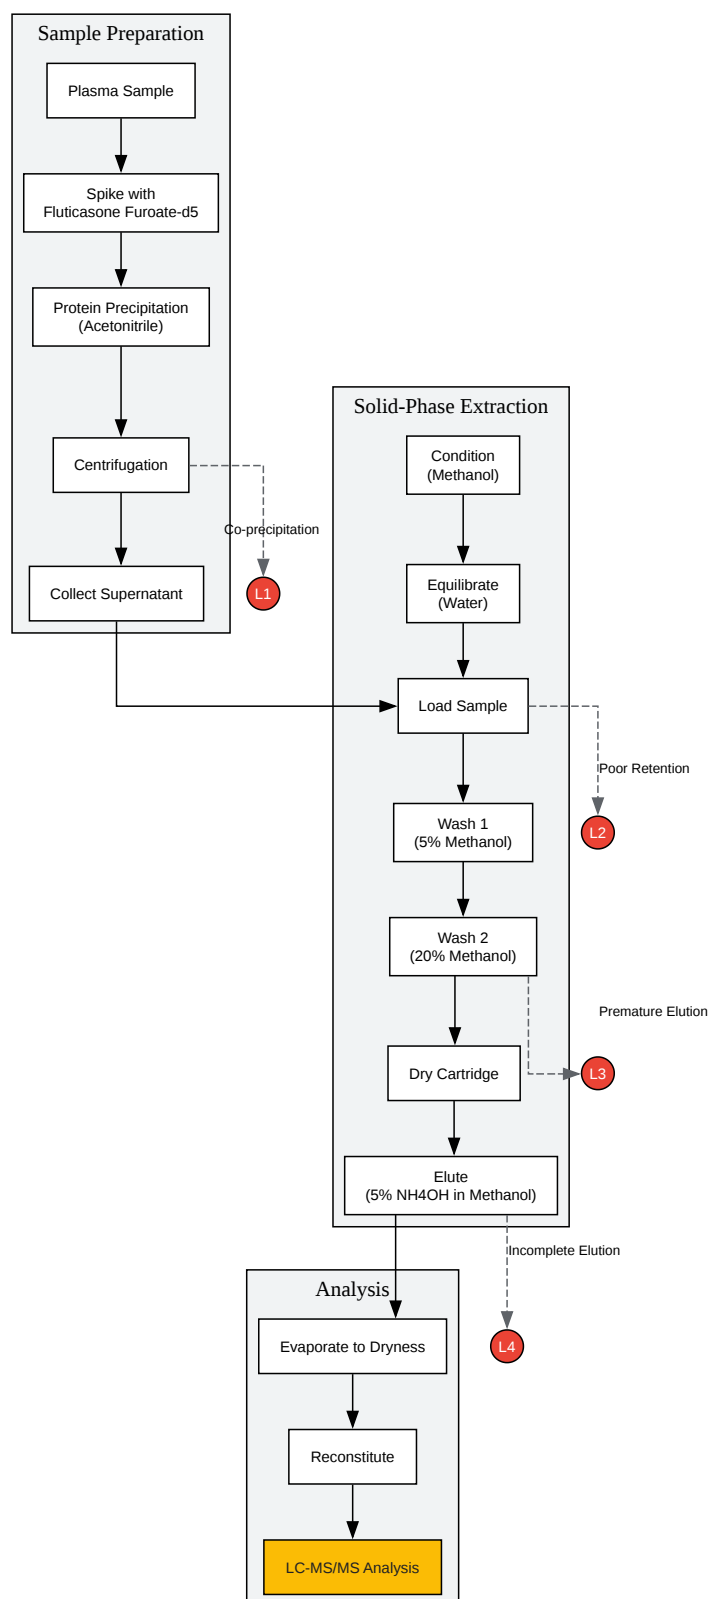 Sample Preparation
Plasma Sample
Spike with
Fluticasone Furoate-d5
Protein Precipitation
(Acetonitrile)
Centrifugation
Co-precipitation
L1
Collect Supernatant
Solid-Phase Extraction
Condition
(Methanol)
Equilibrate
(Water)
Load Sample
Poor Retention
L2
Wash 1
(5% Methanol)
Wash 2
(20% Methanol)
Premature Elution
L3
Dry Cartridge
Elute
(5% NH4OH in Methanol)
Incomplete Elution
L4
Analysis
Evaporate to Dryness
Reconstitute
LC-MS/MS Analysis